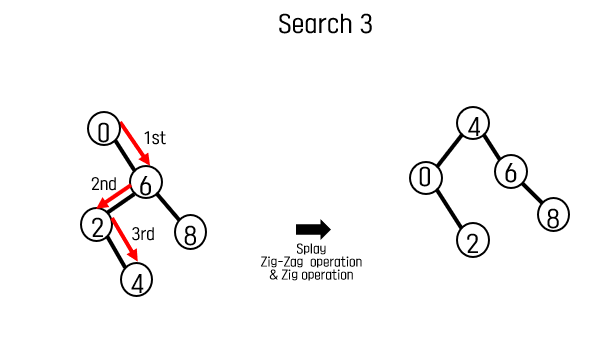 Search 3
0
1st
6
2nd
2
3rd
8
4
Splay
Zig-Zag operation
& Zig operation
4
0
6
8
2